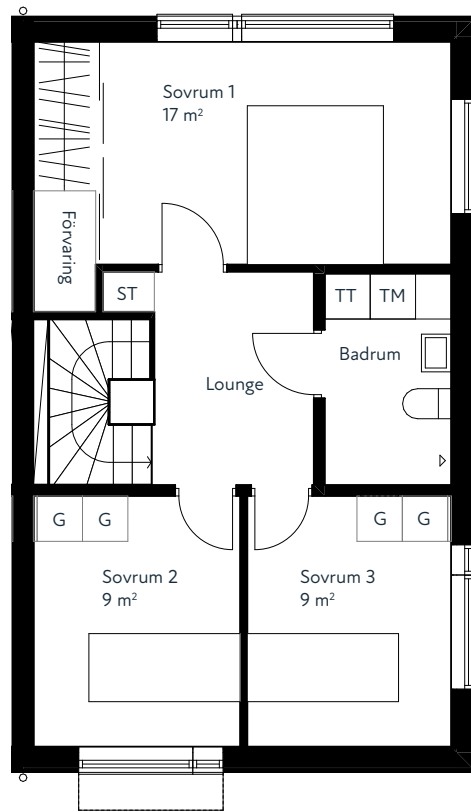 Sovrum 1
17 m²
Förvaring
ST
TT TM
Badrum
Lounge
G G
G G
Sovrum 2
9 m²
Sovrum 3
9 m²